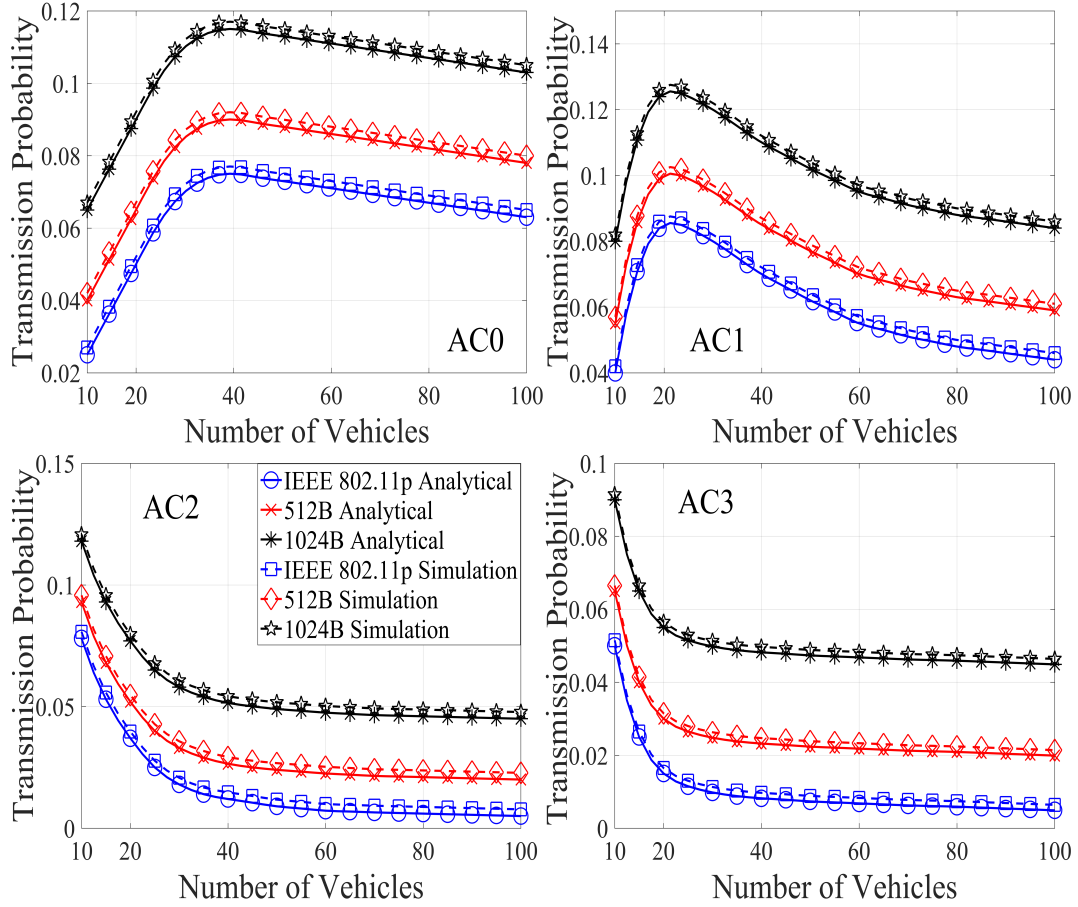 Transmission Probability
0.12
0.1
0.08
0.06
0.04
0.02
AC0
10 20 40 60 80 100
Number of Vehicles
Transmission Probability
0.14
0.12
0.1
0.08
0.06
0.04
AC1
10 20 40 60 80 100
Number of Vehicles
Transmission Probability
0.15
0.1
0.05
0
AC2
IEEE 802.11p Analytical
512B Analytical
1024B Analytical
IEEE 802.11p Simulation
512B Simulation
1024B Simulation
10 20 40 60 80 100
Number of Vehicles
Transmission Probability
0.1
0.08
0.06
0.04
0.02
0
AC3
10 20 40 60 80 100
Number of Vehicles